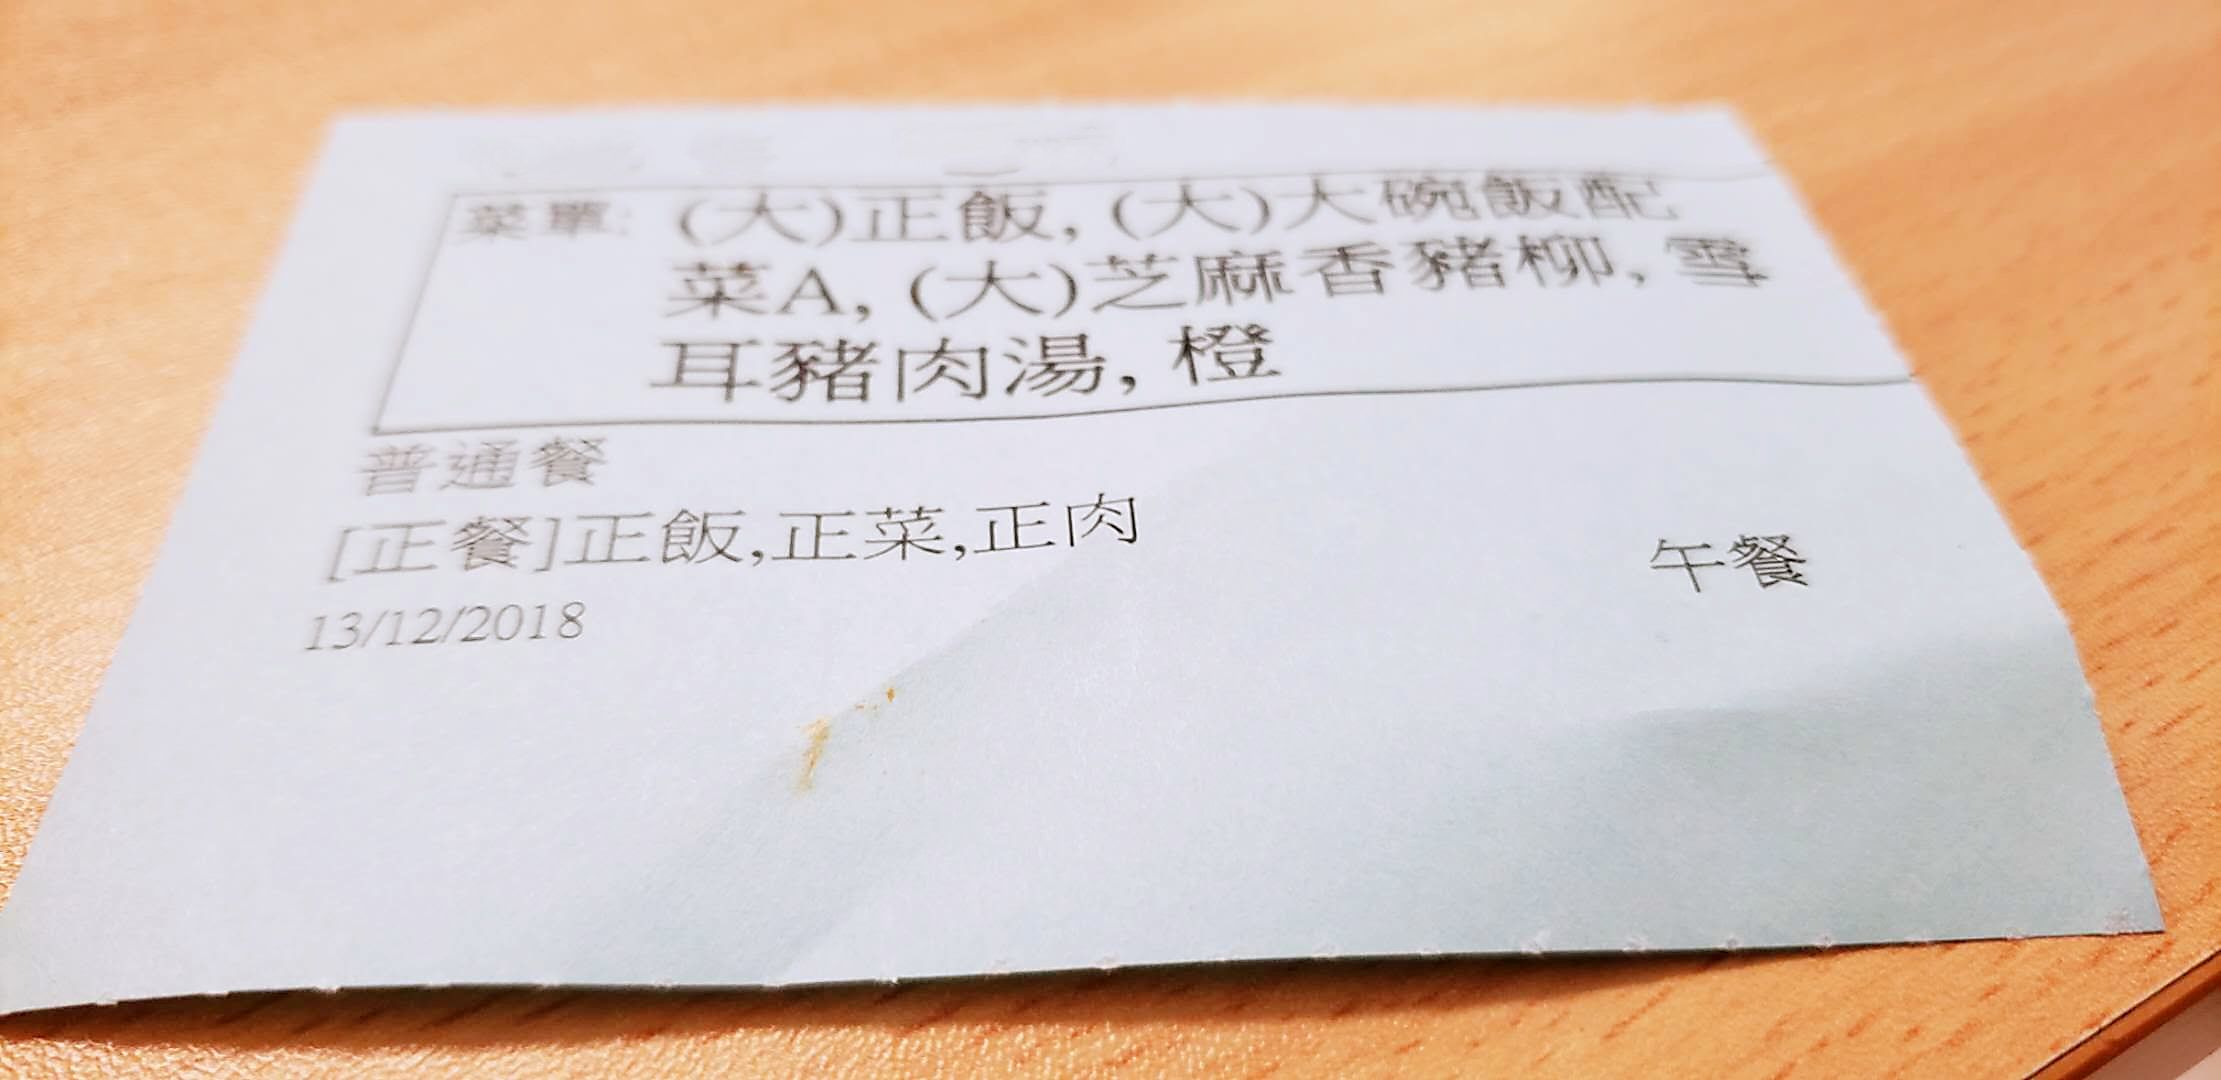 菜單: (大)正飯, (大)大碗飯配
菜A, (大)芝麻香豬柳, 雪
耳豬肉湯, 橙
普通餐
[正餐]正飯,正菜,正肉
午餐
13/12/2018